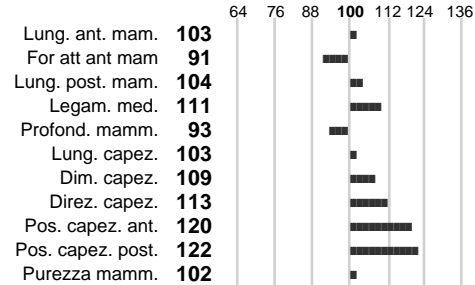 64 76 88 100 112 124 136
Lung. ant. mam. 103
For att ant mam 91
Lung. post. mam. 104
Legam. med. 111
Profond. mamm. 93
Lung. capez. 103
Dim. capez. 109
Direz. capez. 113
Pos. capez. ant. 120
Pos. capez. post. 122
Purezza mamm. 102